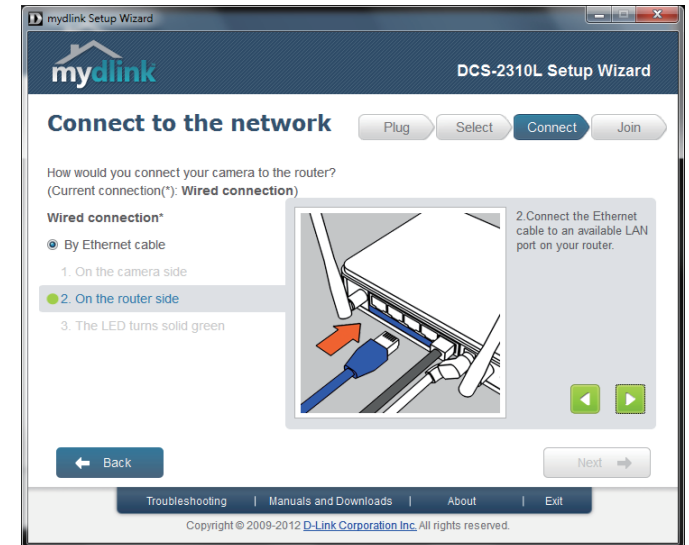 mydlink Setup Wizard
mydlink
DCS-2310L Setup Wizard
Connect to the network
Plug
Select
Connect
Join
How would you connect your camera to the router?
(Current connection(*): Wired connection)
Wired connection*
By Ethernet cable
1. On the camera side
2. On the router side
3. The LED turns solid green
2.Connect the Ethernet
cable to an available LAN
port on your router.
Back
Next
Troubleshooting | Manuals and Downloads | About | Exit
Copyright © 2009-2012 D-Link Corporation Inc. All rights reserved.